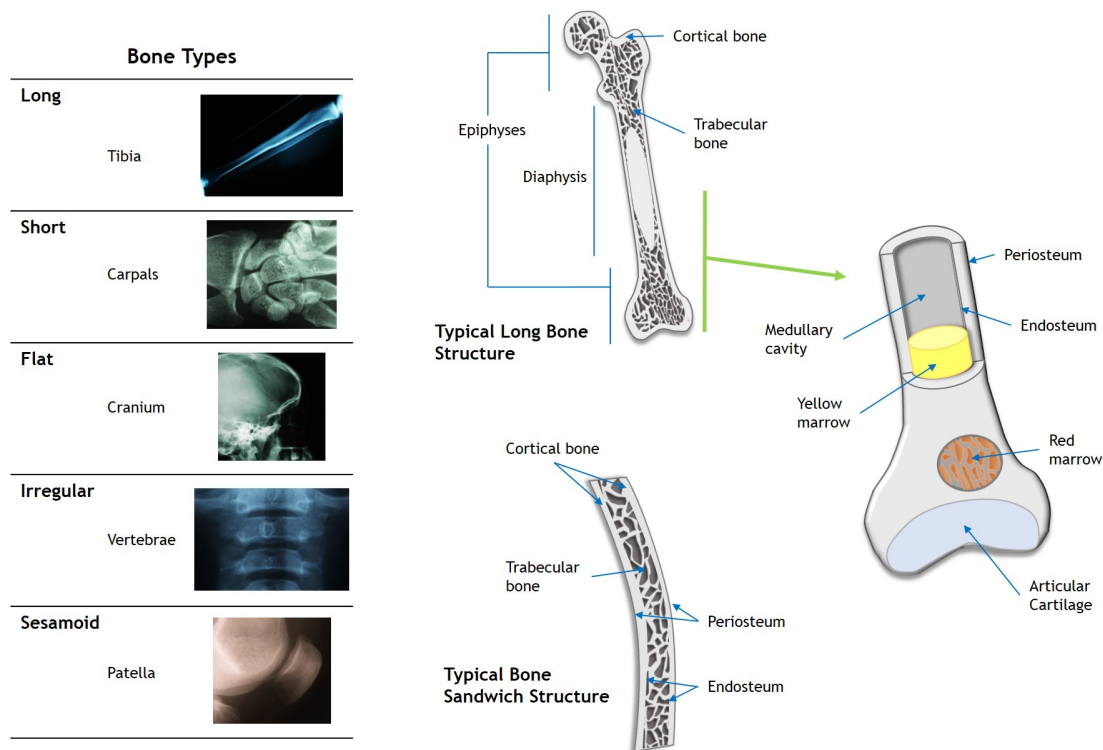 Bone Types
Long
Tibia
Short
Carpals
Flat
Cranium
Irregular
Vertebrae
Sesamoid
Patella
Cortical bone
Epiphyses
Trabecular
bone
Diaphysis
Typical Long Bone
Structure
Periosteum
Endosteum
Medullary
cavity
Yellow
marrow
Red
marrow
Articular
Cartilage
Cortical bone
Trabecular
bone
Periosteum
Endosteum
Typical Bone
Sandwich Structure